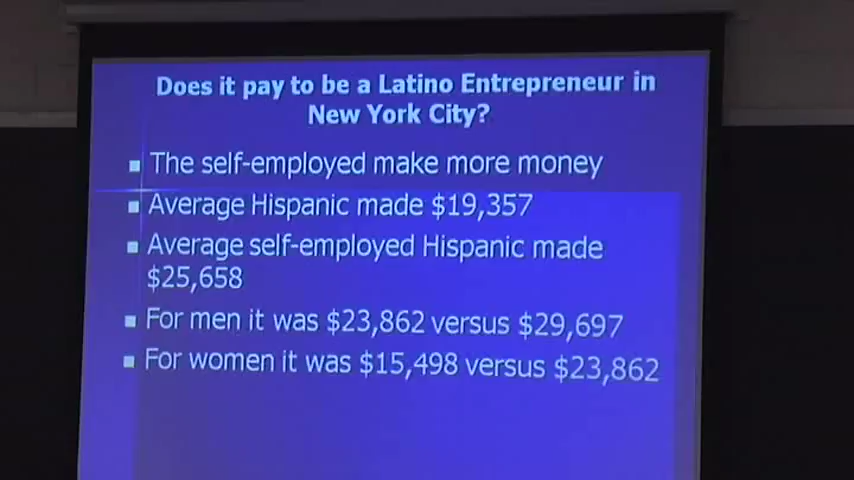 Does it pay to be a Latino Entrepreneur in
New York City?
The self-employed make more money
Average Hispanic made $19,357
Average self-employed Hispanic made
$25,658
For men it was $23,862 versus $29,697
For women it was $15,498 versus $23,862